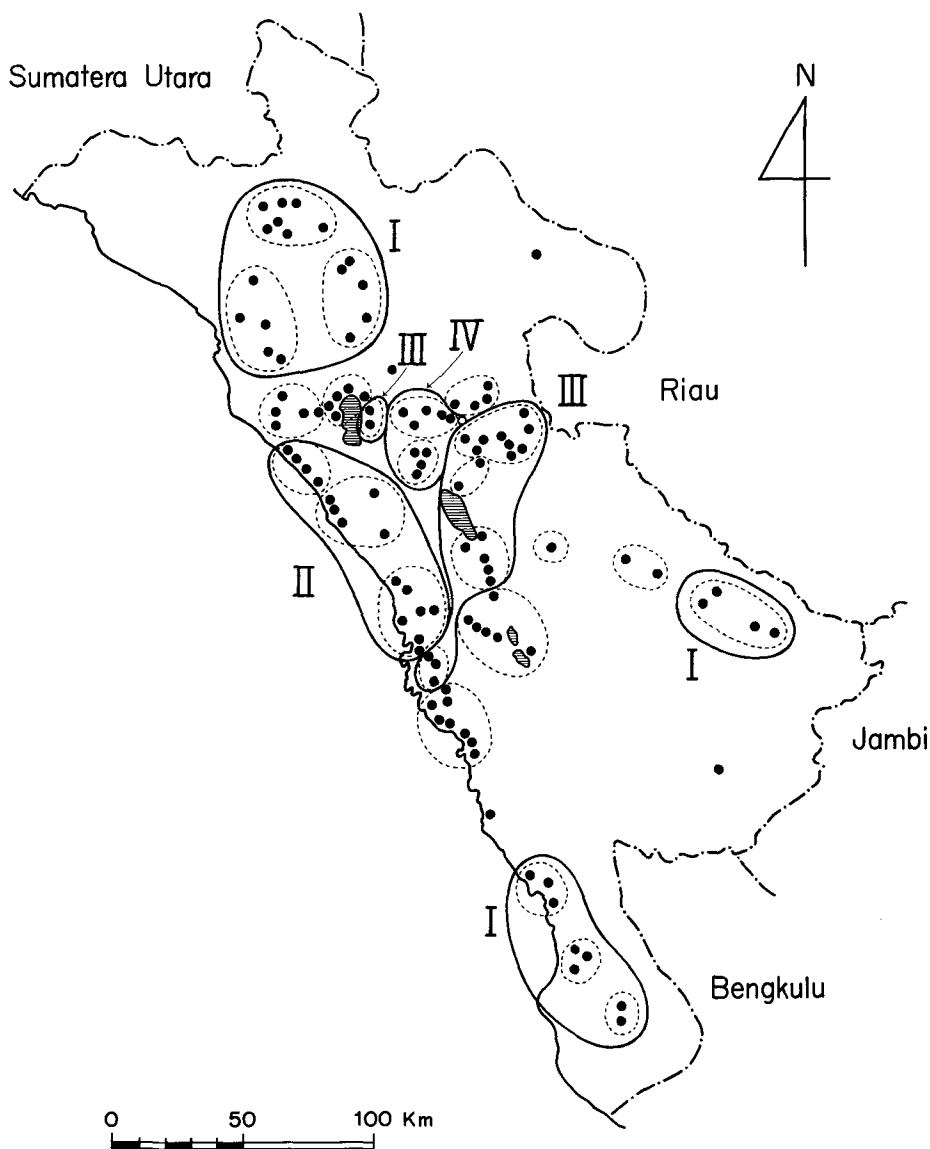 Sumatera Utara
N
I
III
IV
III
Riau
II
I
Jambi
I
Bengkulu
0 50 100 Km